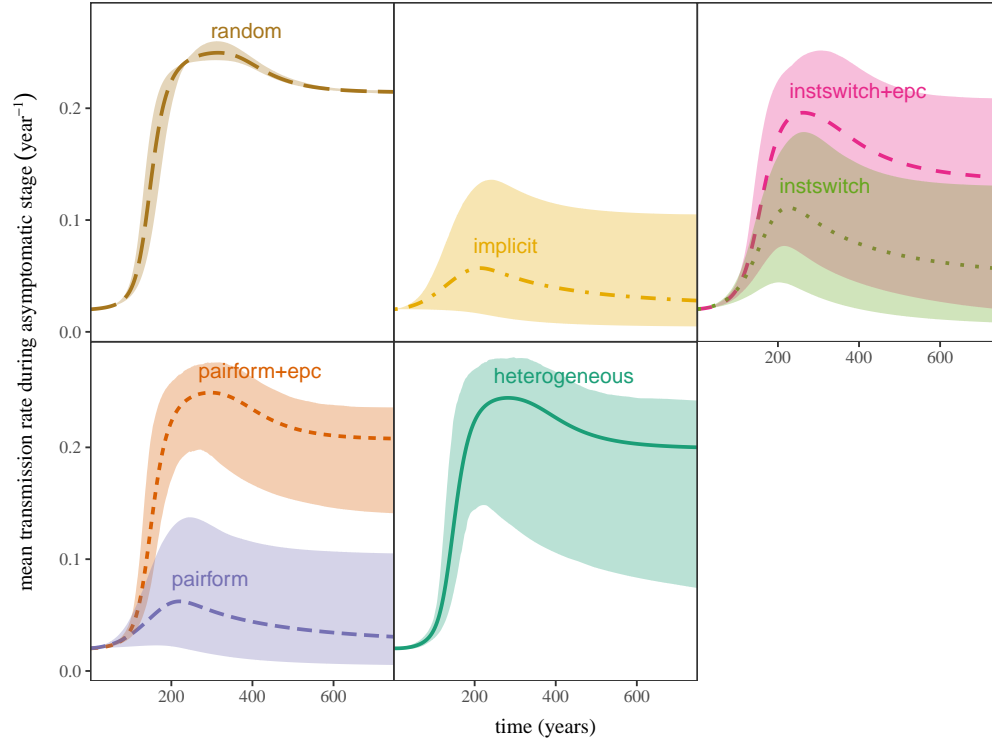 random
0.2
0.1
0.0
implicit
instswitch+epc
instswitch
200 400 600
pairform+epc
pairform
0.2
0.1
0.0
heterogeneous
200 400 600
200 400 600
time (years)
mean transmission rate during asymptomatic stage (year⁻¹)